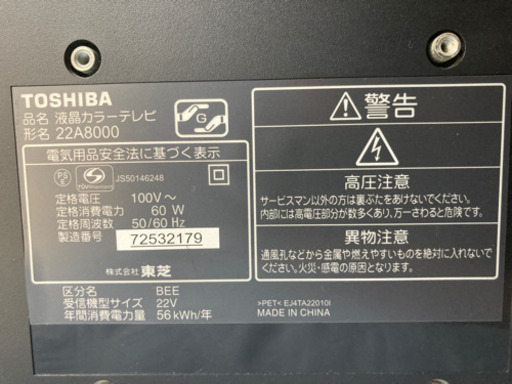 TOSHIBA
品名 液晶カラーテレビ
形名 22A8000
G
電気用品安全法に基づく表示
PS
E
JS50146248
定格電圧 100V～
定格消費電力 60 W
定格周波数 50/60 Hz
製造番号 72532179
株式会社 東芝
区分名 BEE
受信機型サイズ 22V
年間消費電力量 56 kWh/年
警告
高圧注意
サービスマン以外の方は裏ぶたをあけないでください。
内部には高電圧部分が数多くあり、万一さわると危険です。
異物注意
通風孔などから金属や燃えやすいものを絶対に入れない
でください。火災・感電の原因となります。
>PET< EJ4TA22010I
MADE IN CHINA